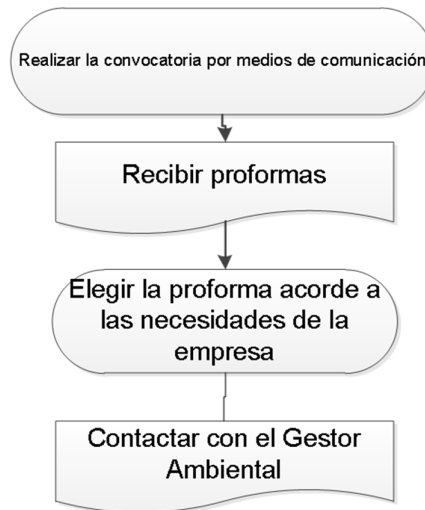 Realizar la convocatoria por medios de comunicación
Recibir proformas
Elegir la proforma acorde a
las necesidades de la
empresa
Contactar con el Gestor
Ambiental